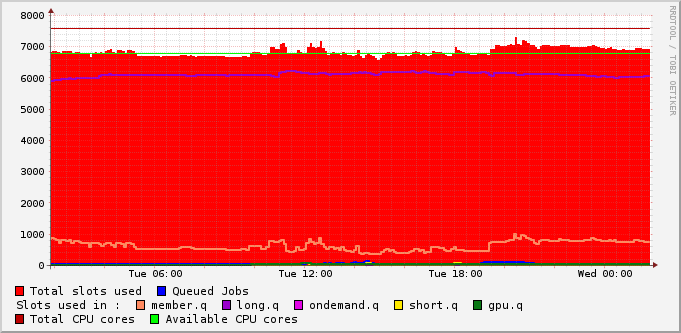 8000
7000
6000
5000
4000
3000
2000
1000
0
Tue 06:00 Tue 12:00 Tue 18:00 Wed 00:00
Total slots used Queued Jobs
Slots used in : member.q long.q ondemand.q short.q gpu.q
Total CPU cores Available CPU cores
RRDTOOL / TOBI OETIKER